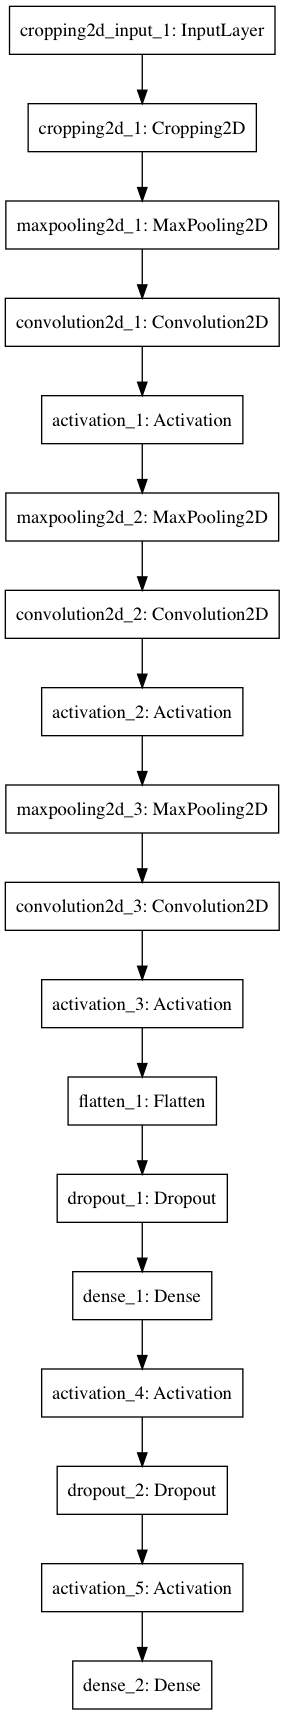 cropping2d_input_1: InputLayer
cropping2d_1: Cropping2D
maxpooling2d_1: MaxPooling2D
convolution2d_1: Convolution2D
activation_1: Activation
maxpooling2d_2: MaxPooling2D
convolution2d_2: Convolution2D
activation_2: Activation
maxpooling2d_3: MaxPooling2D
convolution2d_3: Convolution2D
activation_3: Activation
flatten_1: Flatten
dropout_1: Dropout
dense_1: Dense
activation_4: Activation
dropout_2: Dropout
activation_5: Activation
dense_2: Dense